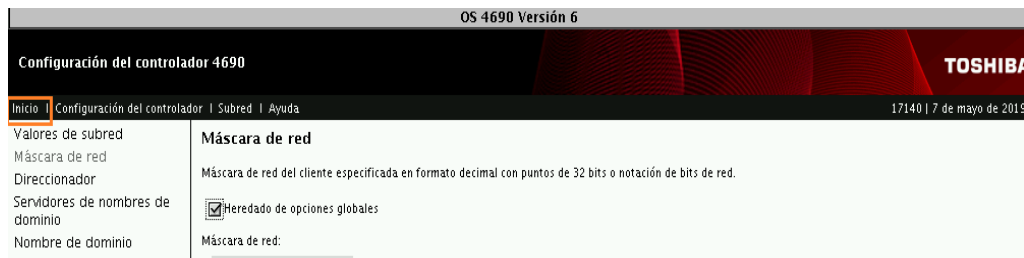 OS 4690 Versión 6
Configuración del controlador 4690
TOSHIBA
Inicio | Configuración del controlador | Subred | Ayuda
17140 | 7 de mayo de 2019
Valores de subred
Máscara de red
Direccionador
Servidores de nombres de
dominio
Nombre de dominio
Máscara de red
Máscara de red del cliente especificada en formato decimal con puntos de 32 bits o notación de bits de red.
Heredado de opciones globales
Máscara de red: